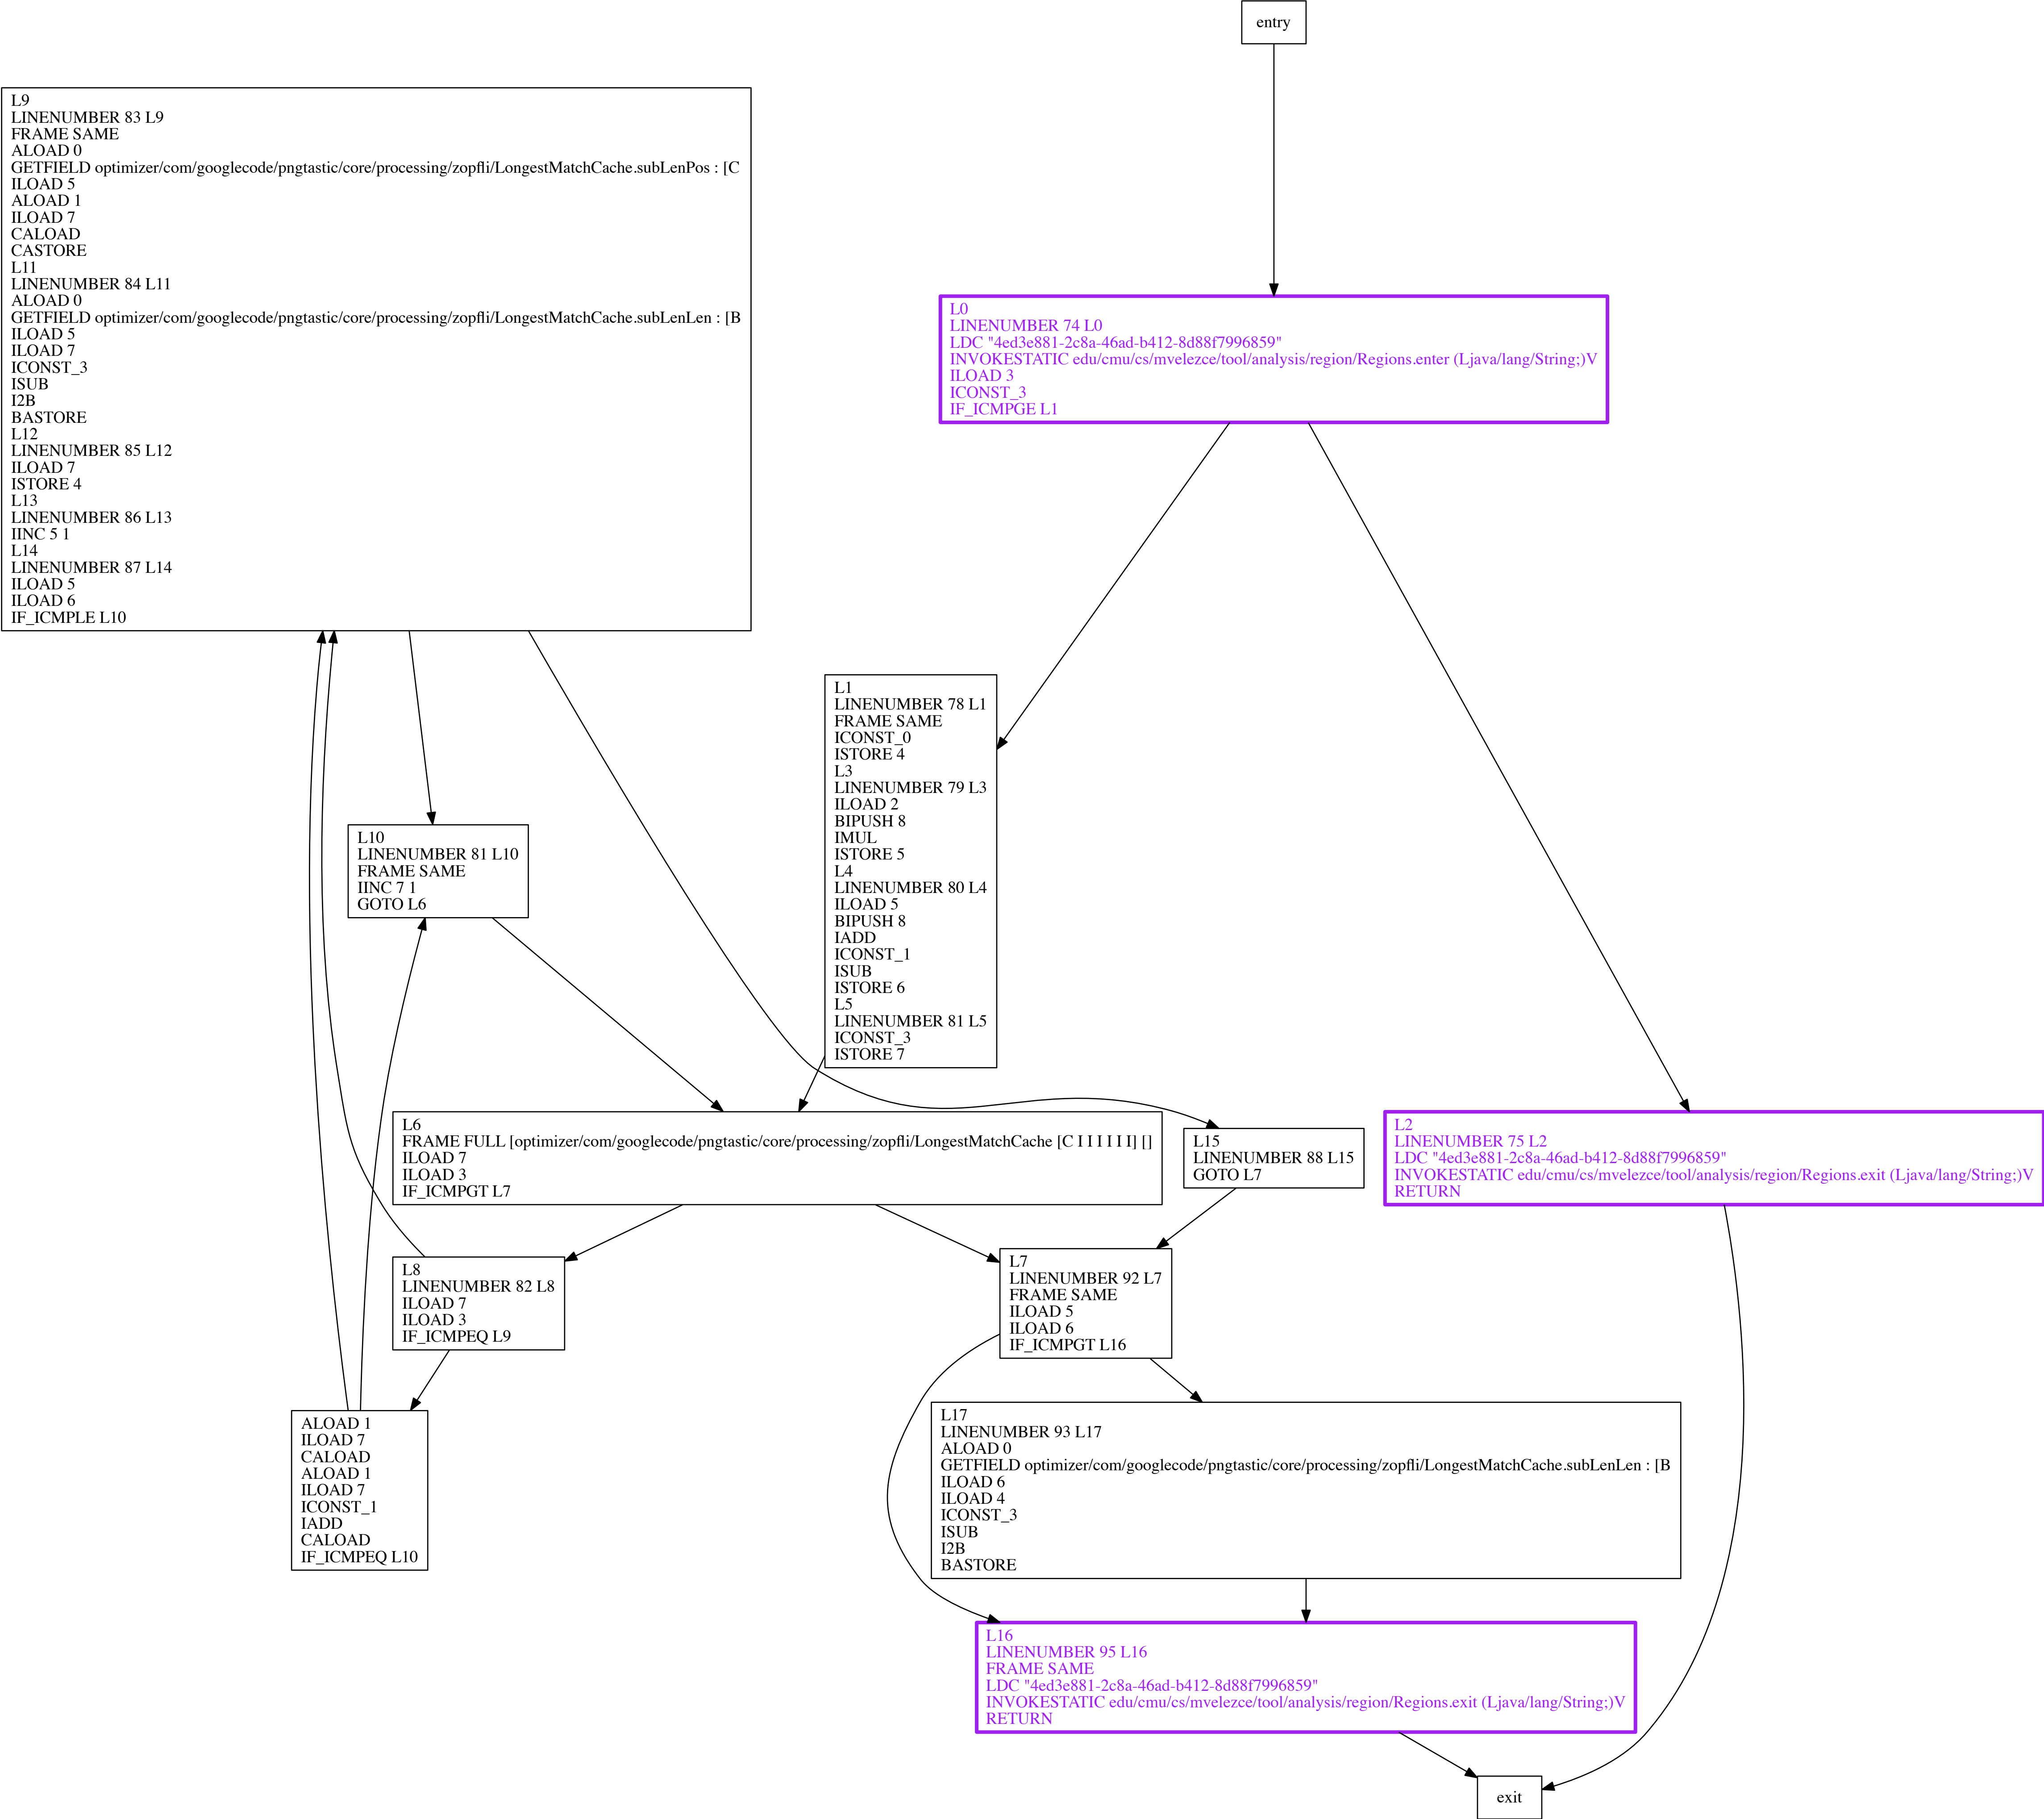 entry
L9
LINENUMBER 83 L9
FRAME SAME
ALOAD 0
GETFIELD optimizer/com/googlecode/pngtastic/core/processing/zopfli/LongestMatchCache.subLenPos : [C
ILOAD 5
ALOAD 1
ILOAD 7
CALOAD
CASTORE
L11
LINENUMBER 84 L11
ALOAD 0
GETFIELD optimizer/com/googlecode/pngtastic/core/processing/zopfli/LongestMatchCache.subLenLen : [B
ILOAD 5
ILOAD 7
ICONST_3
ISUB
I2B
BASTORE
L12
LINENUMBER 85 L12
ILOAD 7
ISTORE 4
L13
LINENUMBER 86 L13
IINC 5 1
L14
LINENUMBER 87 L14
ILOAD 5
ILOAD 6
IF_ICMPLE L10
L0
LINENUMBER 74 L0
LDC "4ed3e881-2c8a-46ad-b412-8d88f7996859"
INVOKESTATIC edu/cmu/cs/mvelezce/tool/analysis/region/Regions.enter (Ljava/lang/String;)V
ILOAD 3
ICONST_3
IF_ICMPGE L1
L1
LINENUMBER 78 L1
FRAME SAME
ICONST_0
ISTORE 4
L3
LINENUMBER 79 L3
ILOAD 2
BIPUSH 8
IMUL
ISTORE 5
L4
LINENUMBER 80 L4
ILOAD 5
BIPUSH 8
IADD
ICONST_1
ISUB
ISTORE 6
L5
LINENUMBER 81 L5
ICONST_3
ISTORE 7
L10
LINENUMBER 81 L10
FRAME SAME
IINC 7 1
GOTO L6
L6
FRAME FULL [optimizer/com/googlecode/pngtastic/core/processing/zopfli/LongestMatchCache [C I I I I I I] []
ILOAD 7
ILOAD 3
IF_ICMPGT L7
L15
LINENUMBER 88 L15
GOTO L7
L2
LINENUMBER 75 L2
LDC "4ed3e881-2c8a-46ad-b412-8d88f7996859"
INVOKESTATIC edu/cmu/cs/mvelezce/tool/analysis/region/Regions.exit (Ljava/lang/String;)V
RETURN
L8
LINENUMBER 82 L8
ILOAD 7
ILOAD 3
IF_ICMPEQ L9
L7
LINENUMBER 92 L7
FRAME SAME
ILOAD 5
ILOAD 6
IF_ICMPGT L16
ALOAD 1
ILOAD 7
CALOAD
ALOAD 1
ILOAD 7
ICONST_1
IADD
CALOAD
IF_ICMPEQ L10
L17
LINENUMBER 93 L17
ALOAD 0
GETFIELD optimizer/com/googlecode/pngtastic/core/processing/zopfli/LongestMatchCache.subLenLen : [B
ILOAD 6
ILOAD 4
ICONST_3
ISUB
I2B
BASTORE
L16
LINENUMBER 95 L16
FRAME SAME
LDC "4ed3e881-2c8a-46ad-b412-8d88f7996859"
INVOKESTATIC edu/cmu/cs/mvelezce/tool/analysis/region/Regions.exit (Ljava/lang/String;)V
RETURN
exit